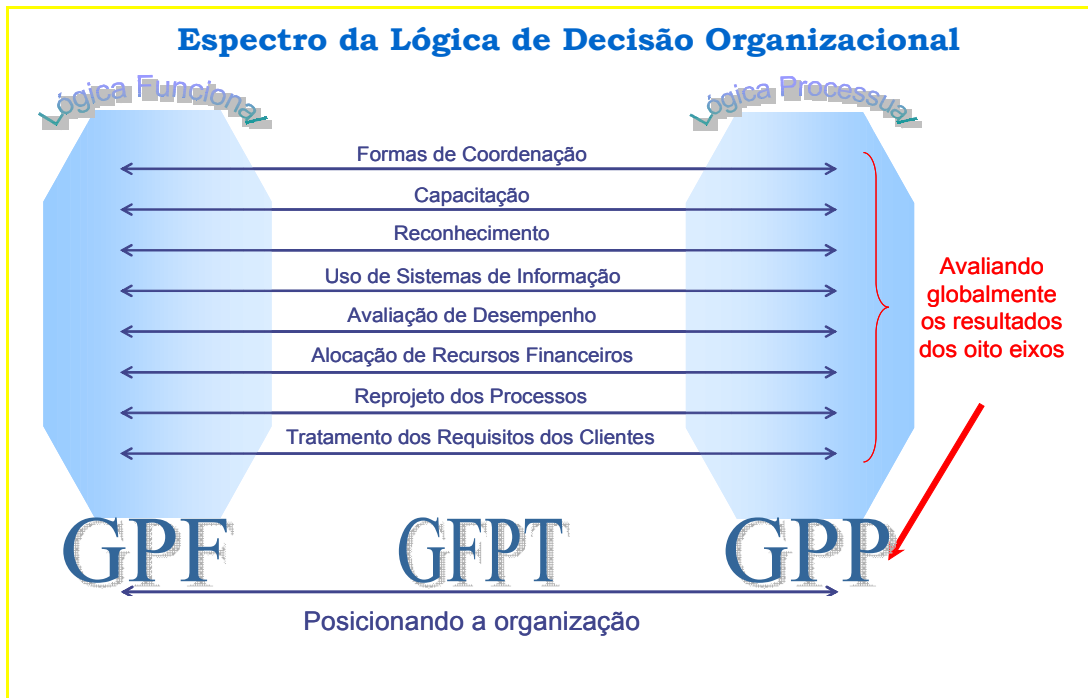 Espectro da Lógica de Decisão Organizacional
Lógica Funcional
Lógica Processual
Formas de Coordenação
Capacitação
Reconhecimento
Uso de Sistemas de Informação
Avaliação de Desempenho
Alocação de Recursos Financeiros
Reprojeto dos Processos
Tratamento dos Requisitos dos Clientes
Avaliando
globalmente
os resultados
dos oito eixos
GPF
GFPT
GPP
Posicionando a organização